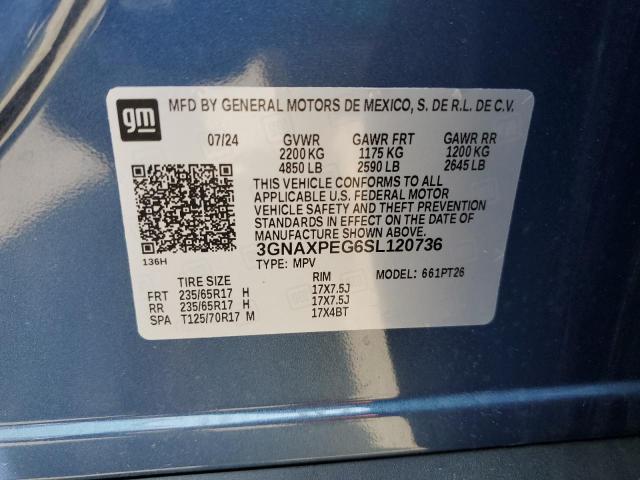 gm
MFD BY GENERAL MOTORS DE MEXICO, S. DE R.L. DE C.V.
07/24 GVWR GAWR FRT GAWR RR
2200 KG 1175 KG 1200 KG
4850 LB 2590 LB 2645 LB
THIS VEHICLE CONFORMS TO ALL
APPLICABLE U.S. FEDERAL MOTOR
VEHICLE SAFETY AND THEFT PREVENTION
STANDARDS IN EFFECT ON THE DATE OF
MANUFACTURE SHOWN ABOVE.
3GNAXPEG6SL120736
136H
TYPE: MPV
MODEL: 661PT26
TIRE SIZE RIM
FRT 235/65R17 H 17X7.5J
RR 235/65R17 H 17X7.5J
SPA T125/70R17 M 17X4BT